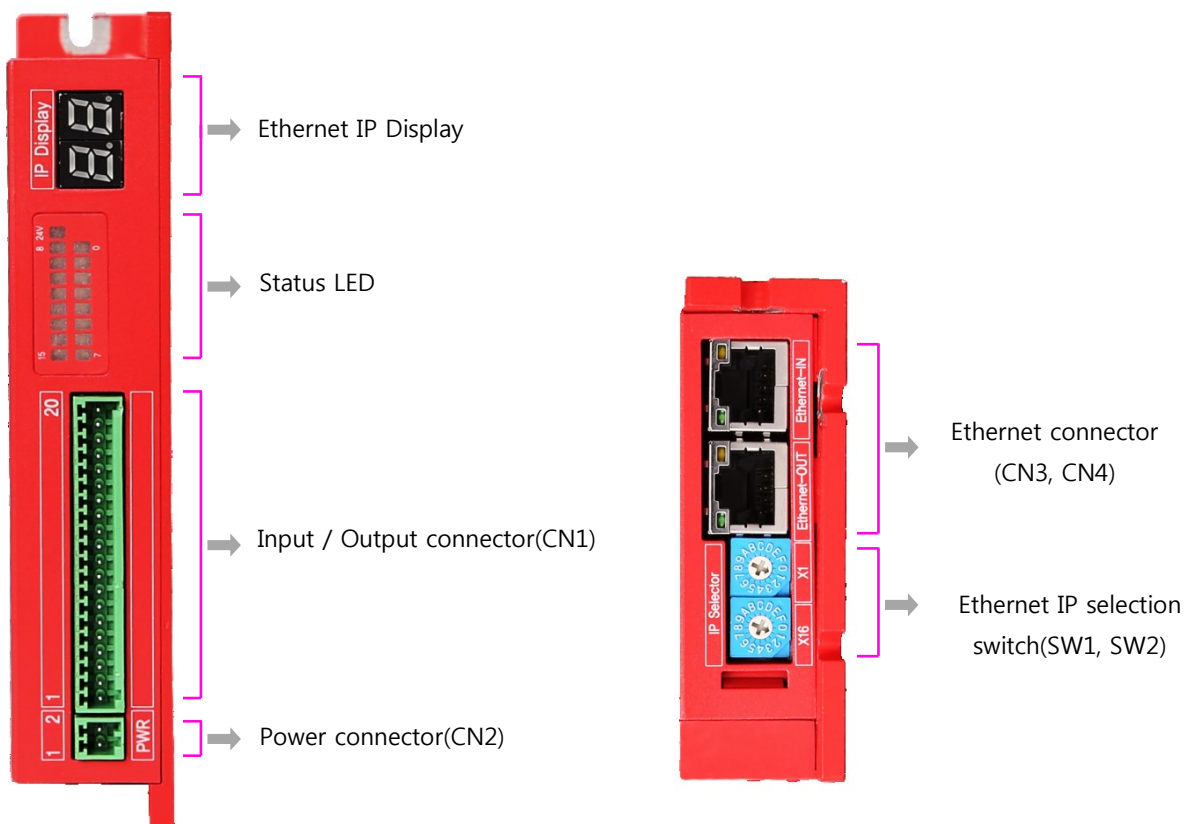 IP Display
Ethernet IP Display
8 24V
0
15
7
Status LED
20
1
Input / Output connector(CN1)
1 2
PWR
Power connector(CN2)
Ethernet-IN
Ethernet-OUT
Ethernet connector
(CN3, CN4)
IP Selector
X1
X16
0123456789ABCDEF
0123456789ABCDEF
Ethernet IP selection
switch(SW1, SW2)